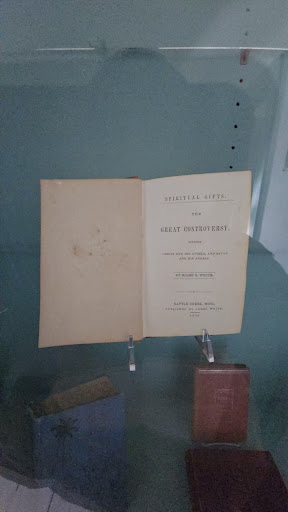 SPIRITUAL GIFTS.
THE
GREAT CONTROVERSY,
BETWEEN
CHRIST AND HIS ANGELS, AND SATAN
AND HIS ANGELS.
BY ELLEN G. WHITE.
BATTLE CREEK, MICH.
PUBLISHED BY JAMES WHITE.